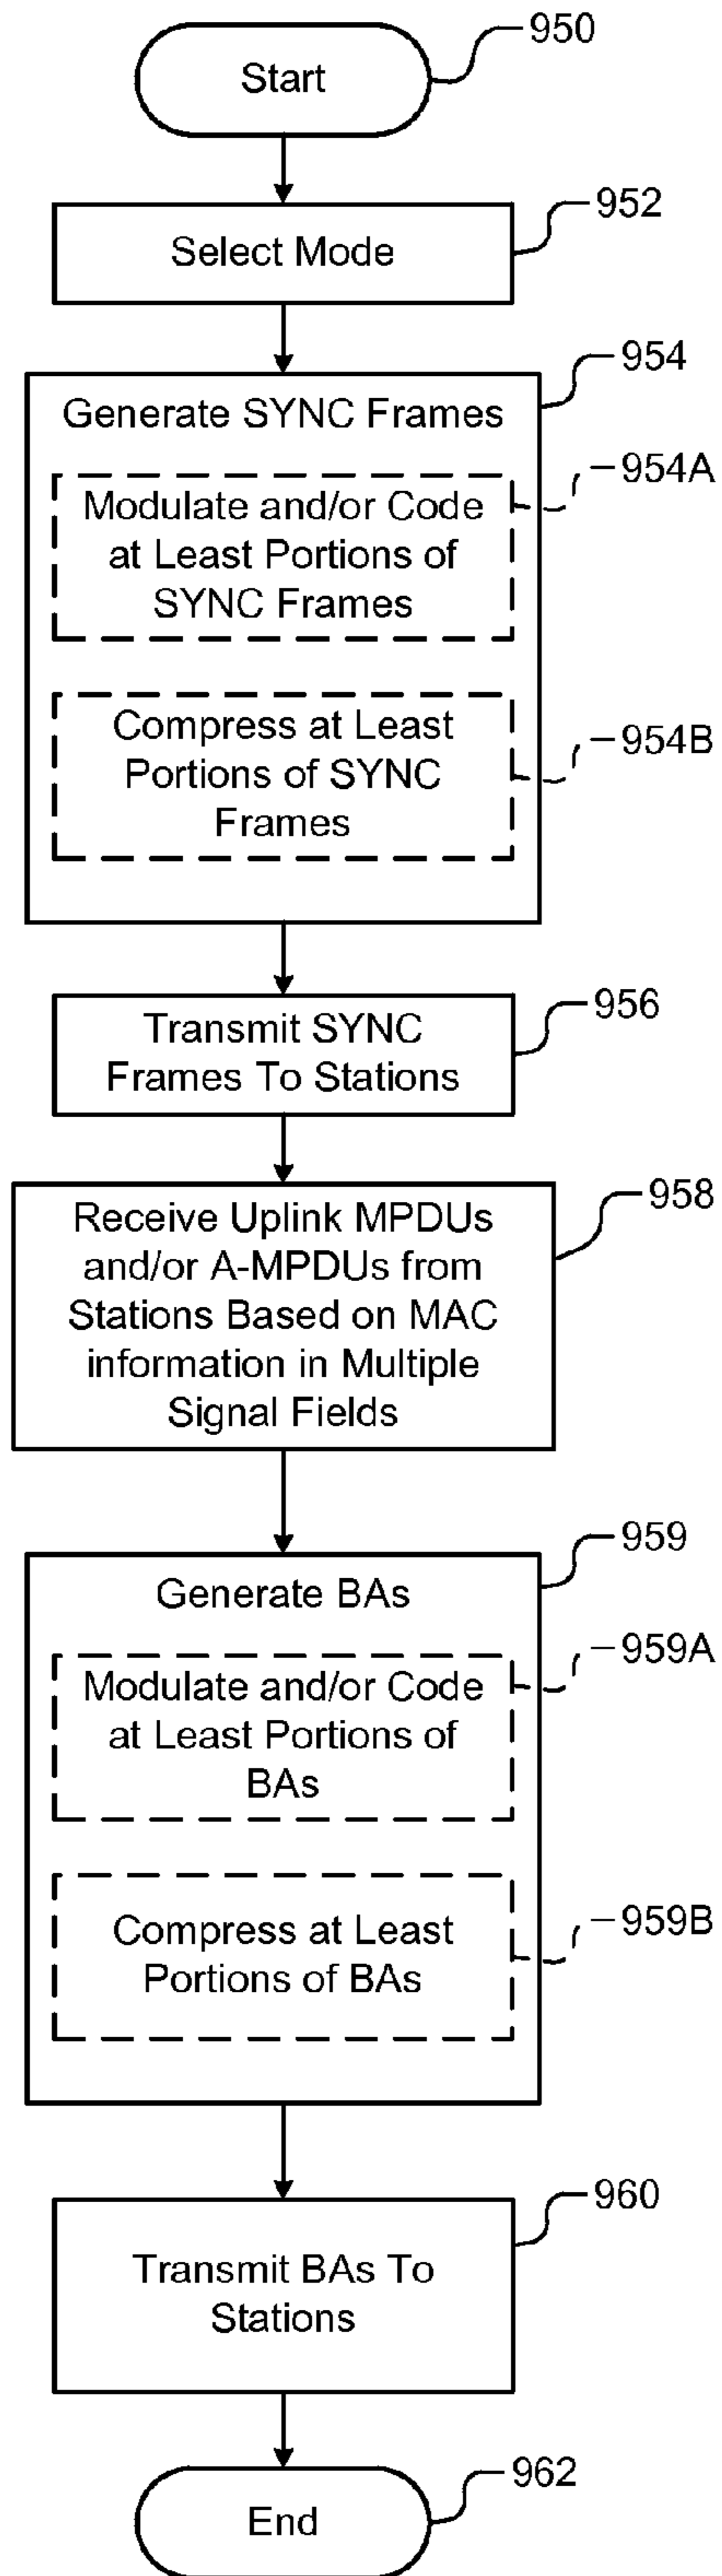 950
Start
952
Select Mode
954
Generate SYNC Frames
954A
Modulate and/or Code
at Least Portions of
SYNC Frames
954B
Compress at Least
Portions of SYNC
Frames
956
Transmit SYNC
Frames To Stations
958
Receive Uplink MPDUs
and/or A-MPDUs from
Stations Based on MAC
information in Multiple
Signal Fields
959
Generate BAs
959A
Modulate and/or Code
at Least Portions of
BAs
959B
Compress at Least
Portions of BAs
960
Transmit BAs To
Stations
962
End